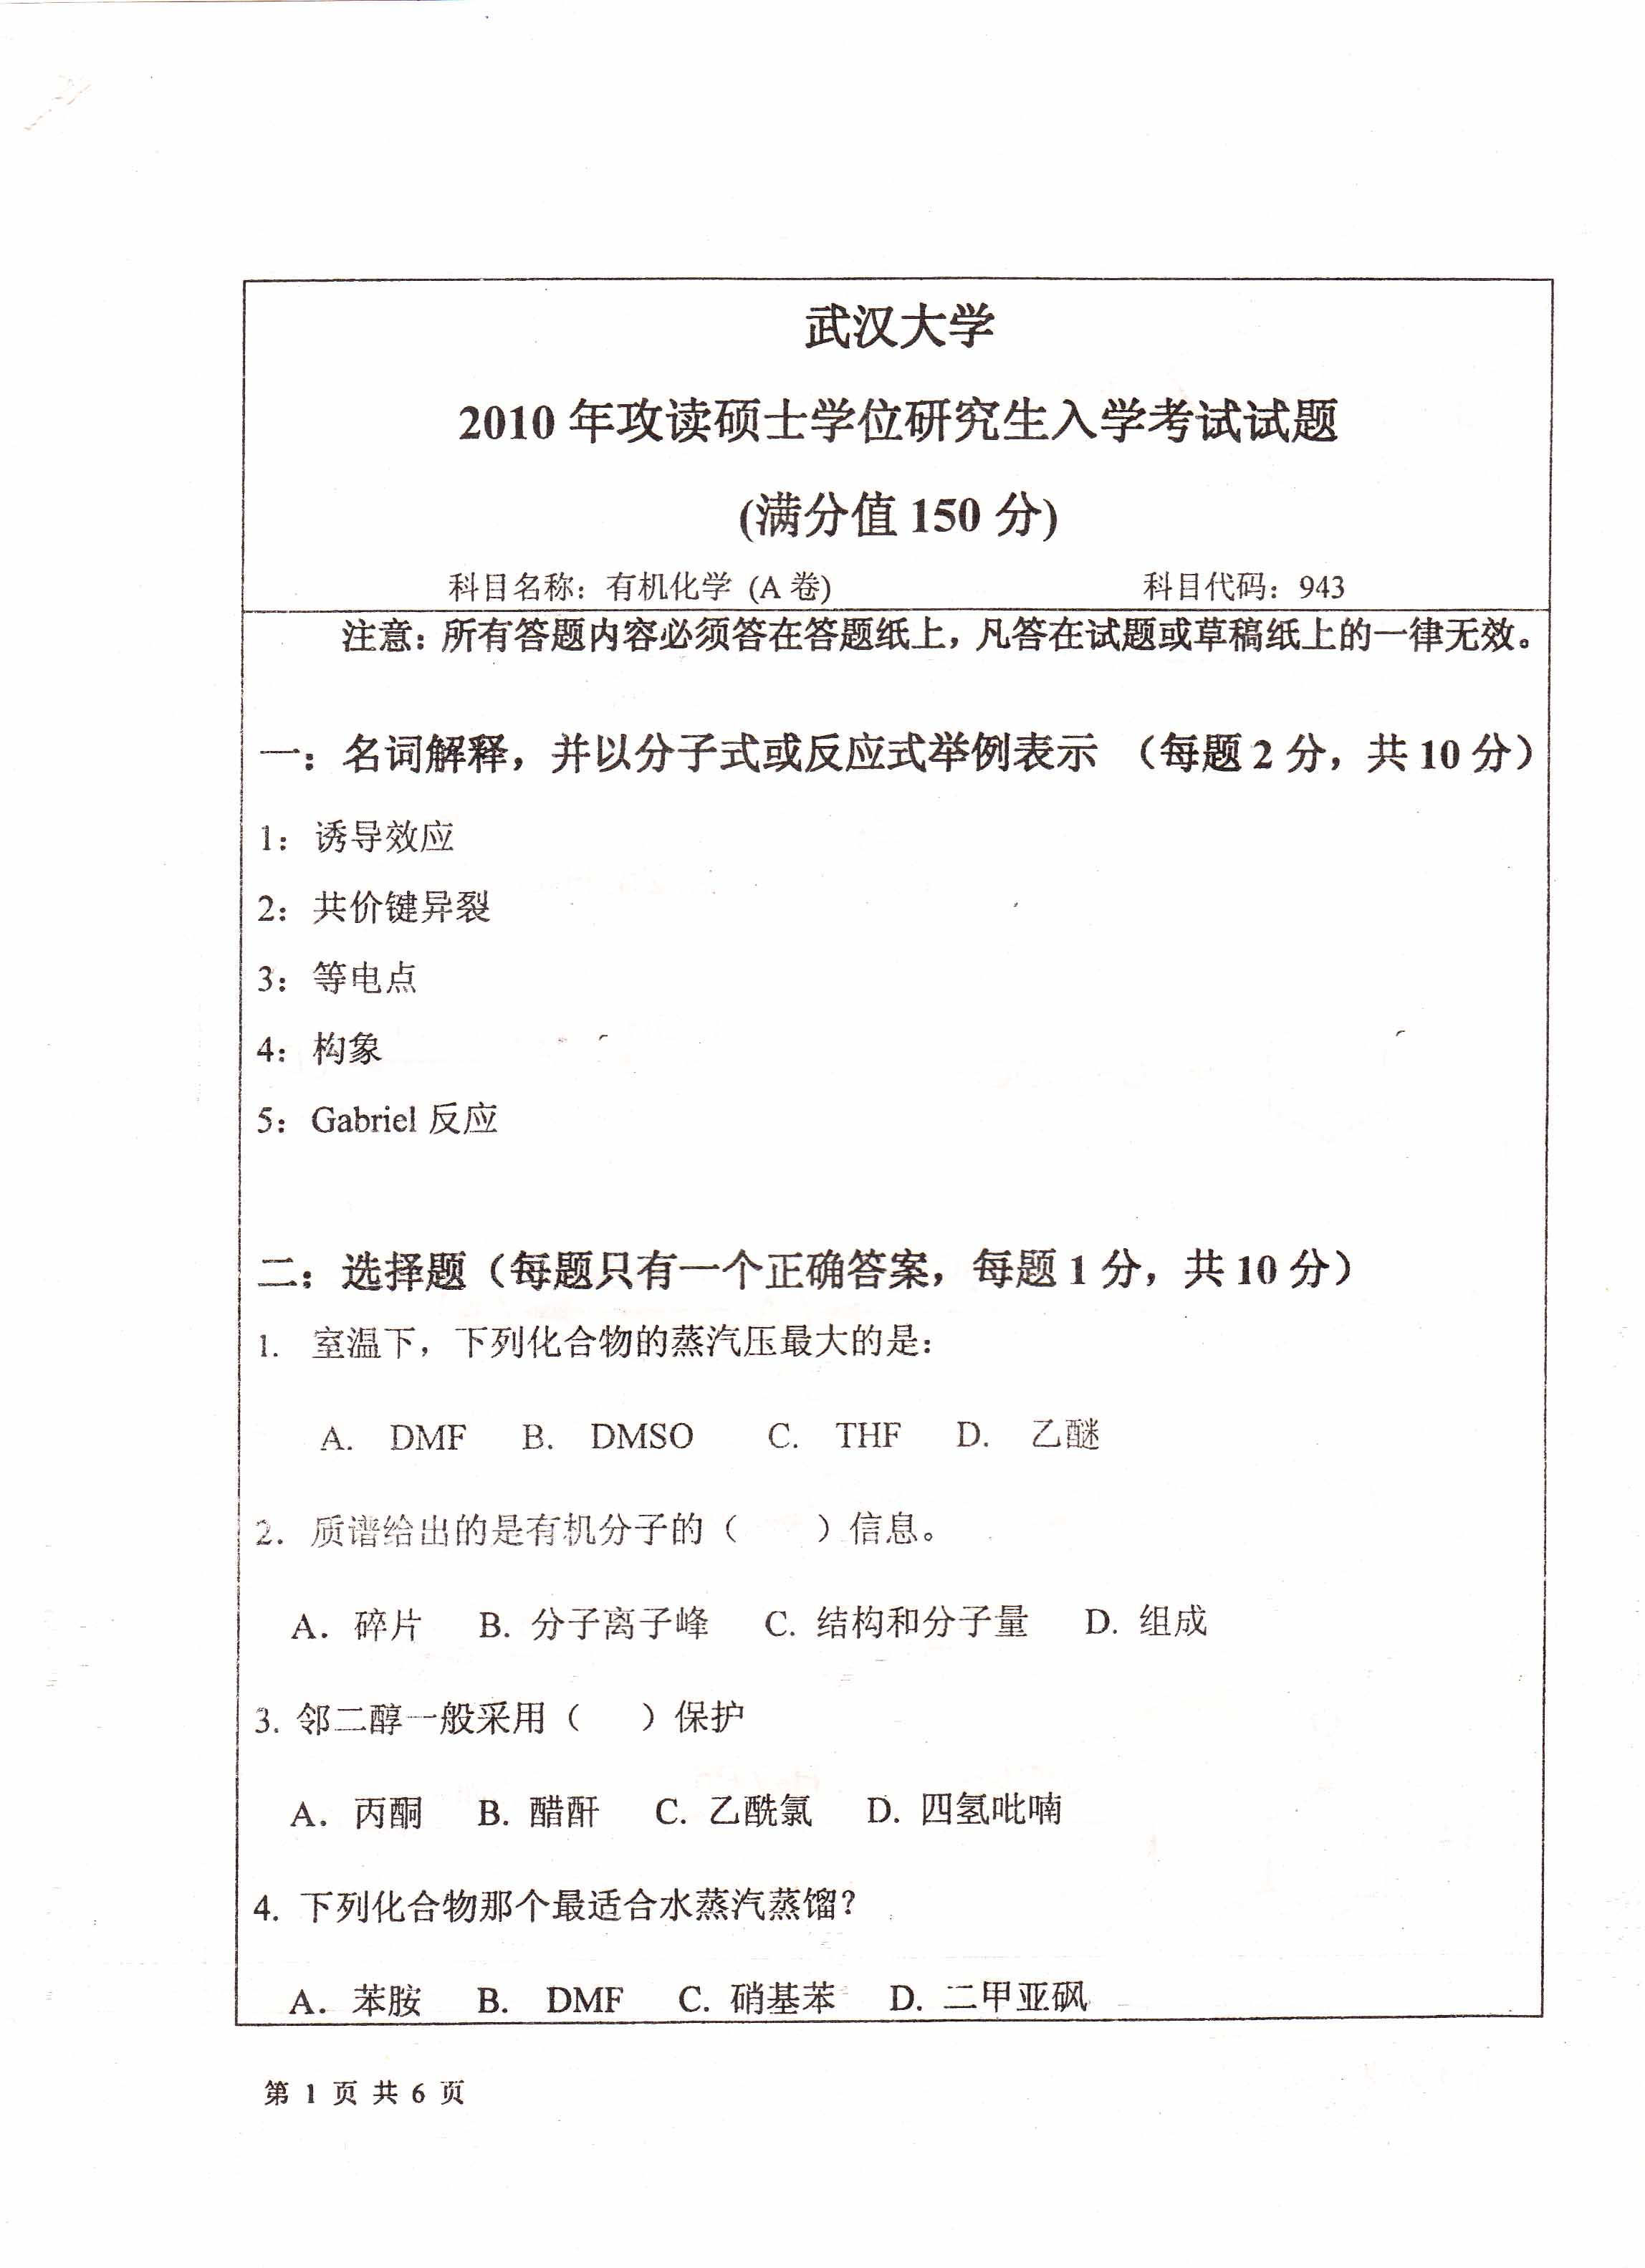 武汉大学
2010 年攻读硕士学位研究生入学考试试题
(满分值 150 分)
科目名称：有机化学 (A 卷) 科目代码：943
注意：所有答题内容必须答在答题纸上，凡答在试题或草稿纸上的一律无效。
一：名词解释，并以分子式或反应式举例表示 （每题 2 分，共 10 分）
1：诱导效应
2：共价键异裂
3：等电点
4：构象
5：Gabriel 反应
二：选择题（每题只有一个正确答案，每题 1 分，共 10 分）
1. 室温下，下列化合物的蒸汽压最大的是：
A. DMF B. DMSO C. THF D. 乙醚
2. 质谱给出的是有机分子的（ ）信息。
A. 碎片 B. 分子离子峰 C. 结构和分子量 D. 组成
3. 邻二醇一般采用（ ）保护
A. 丙酮 B. 醋酐 C. 乙酰氯 D. 四氢吡喃
4. 下列化合物那个最适合水蒸汽蒸馏？
A. 苯胺 B. DMF C. 硝基苯 D. 二甲亚砜
第 1 页 共 6 页